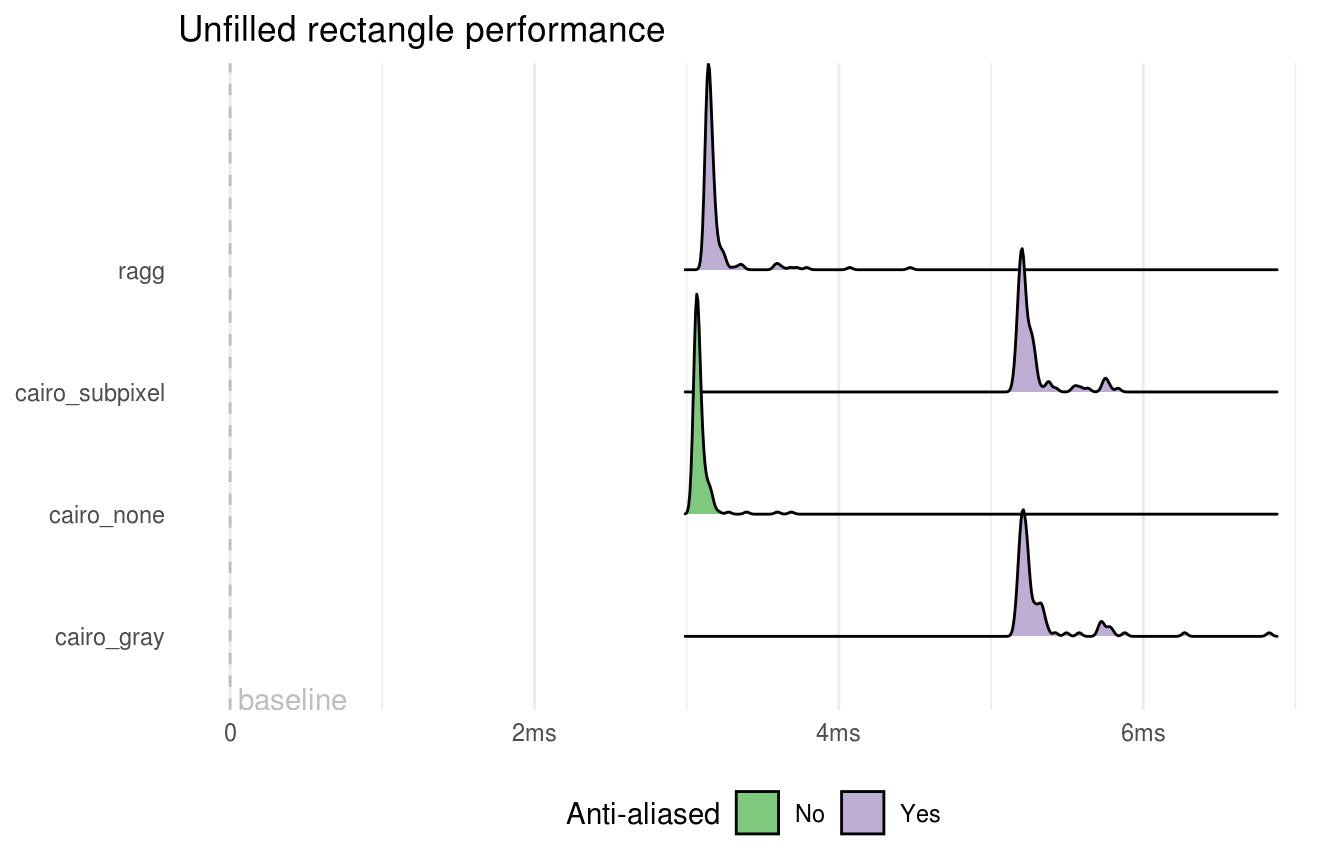 Unfilled rectangle performance
ragg
cairo_subpixel
cairo_none
cairo_gray
baseline
0 2ms 4ms 6ms
Anti-aliased No Yes